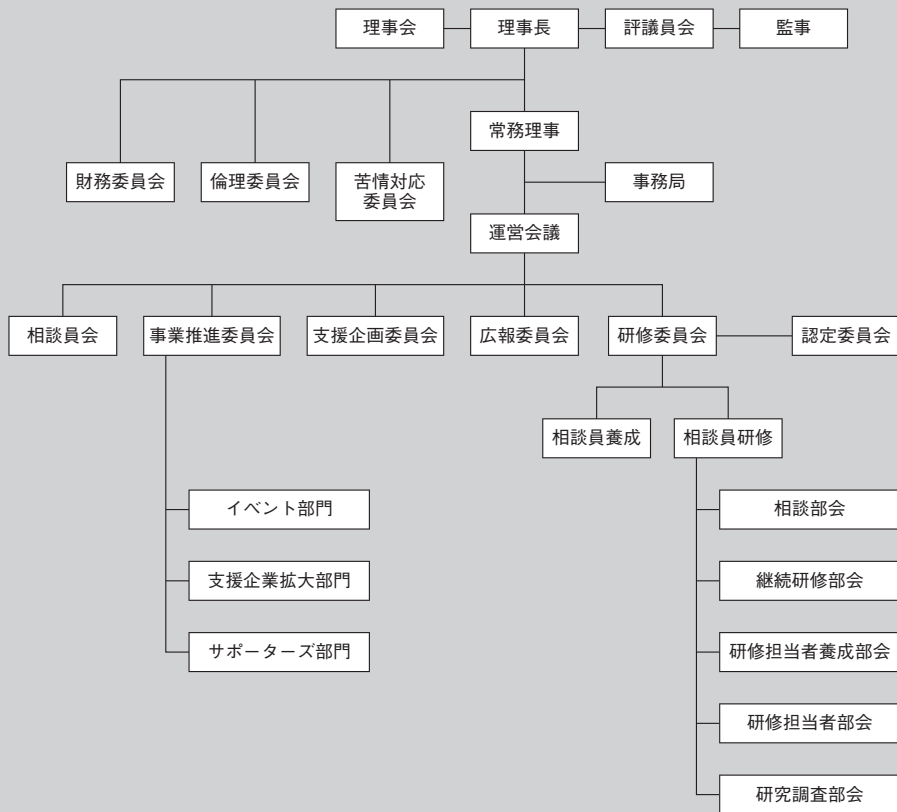 理事会
理事長
評議員会
監事
常務理事
財務委員会
倫理委員会
苦情対応
委員会
事務局
運営会議
相談員会
事業推進委員会
支援企画委員会
広報委員会
研修委員会
認定委員会
相談員養成
相談員研修
イベント部門
相談部会
支援企業拡大部門
継続研修部会
サポーターズ部門
研修担当者養成部会
研修担当者部会
研究調査部会